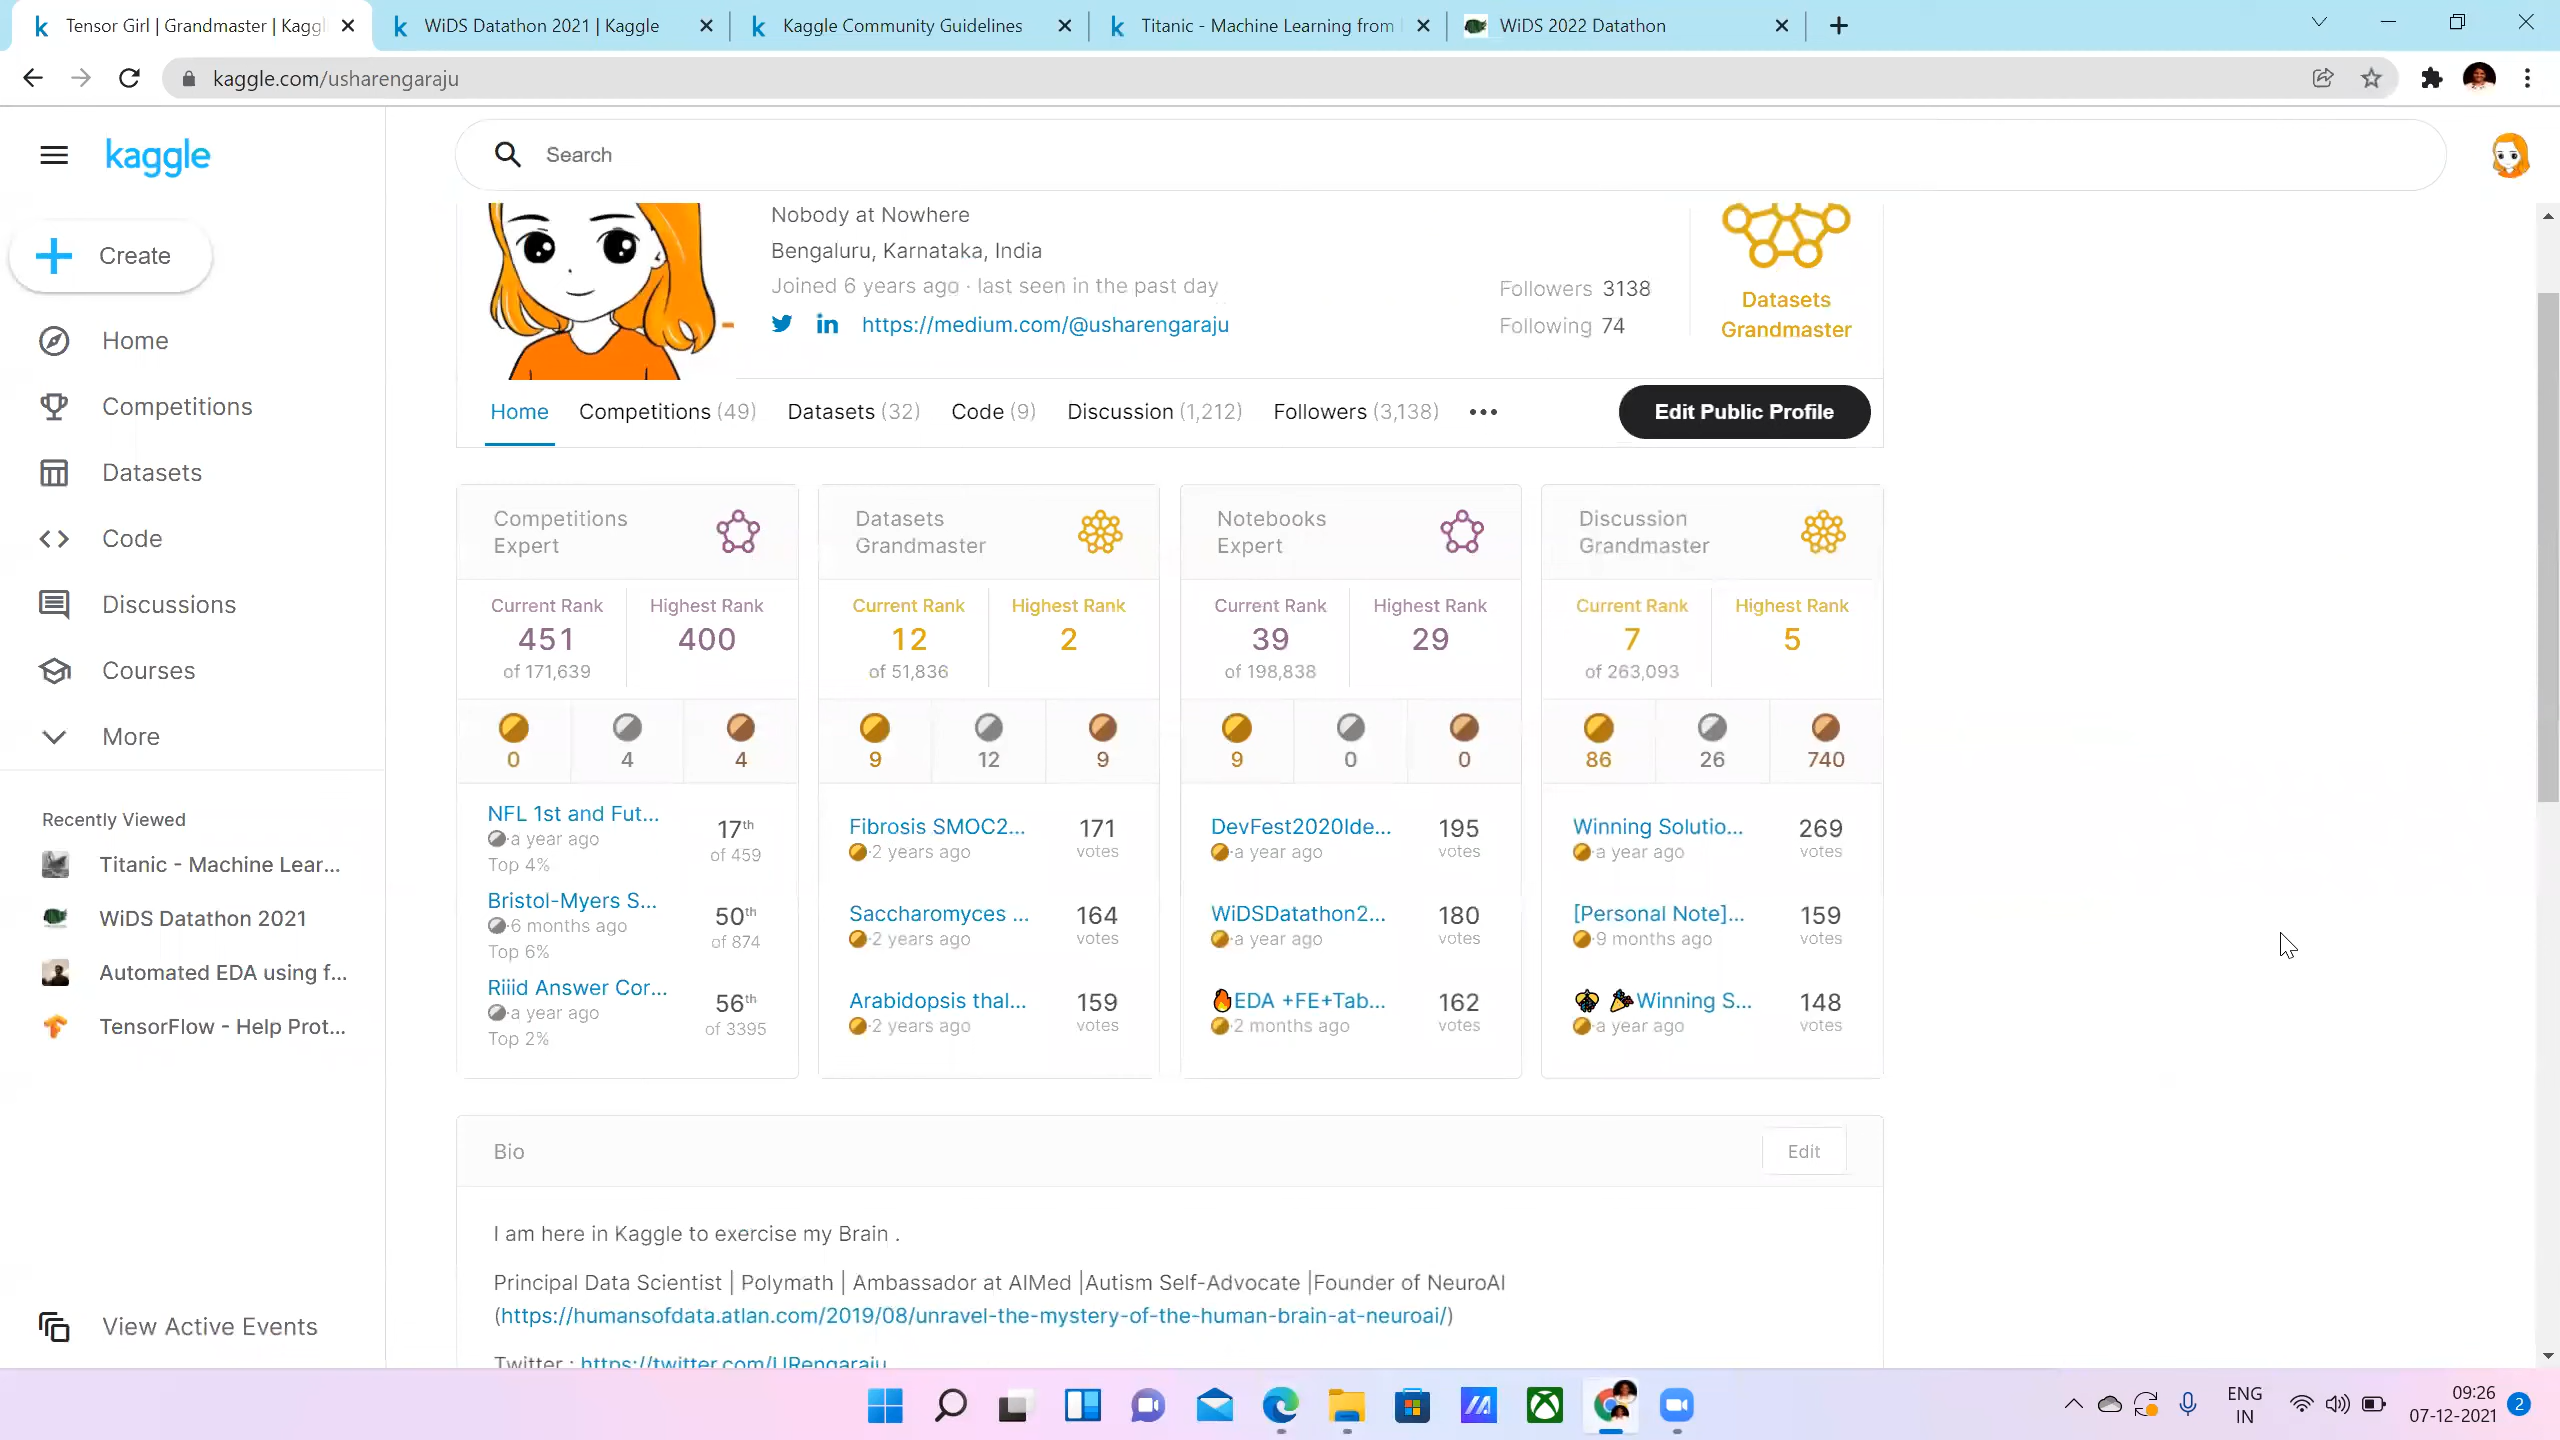 Tensor Girl | Grandmaster | Kaggl
WiDS Datathon 2021 | Kaggle
Kaggle Community Guidelines
Titanic - Machine Learning from
WiDS 2022 Datathon
kaggle.com/usharengaraju
kaggle
Search
Create
Home
Competitions
Datasets
Code
Discussions
Courses
More
Recently Viewed
Titanic - Machine Lear...
WiDS Datathon 2021
Automated EDA using f...
TensorFlow - Help Prot...
View Active Events
Nobody at Nowhere
Bengaluru, Karnataka, India
Joined 6 years ago · last seen in the past day
https://medium.com/@usharengaraju
Followers 3138
Following 74
Datasets
Grandmaster
Home Competitions (49) Datasets (32) Code (9) Discussion (1,212) Followers (3,138) •••
Edit Public Profile
Competitions
Expert
Current Rank
451
of 171,639
Highest Rank
400
0 4 4
NFL 1st and Fut...
a year ago
Top 4%
17th
of 459
Bristol-Myers S...
6 months ago
Top 6%
50th
of 874
Riiid Answer Cor...
a year ago
Top 2%
56th
of 3395
Datasets
Grandmaster
Current Rank
12
of 51,836
Highest Rank
2
9 12 9
Fibrosis SMOC2...
2 years ago
171
votes
Saccharomyces ...
2 years ago
164
votes
Arabidopsis thal...
2 years ago
159
votes
Notebooks
Expert
Current Rank
39
of 198,838
Highest Rank
29
9 0 0
DevFest2020Ide...
a year ago
195
votes
WiDSDatathon2...
a year ago
180
votes
🔥EDA +FE+Tab...
2 months ago
162
votes
Discussion
Grandmaster
Current Rank
7
of 263,093
Highest Rank
5
86 26 740
Winning Solutio...
a year ago
269
votes
[Personal Note]...
9 months ago
159
votes
🐝 🎉Winning S...
a year ago
148
votes
Bio
Edit
I am here in Kaggle to exercise my Brain .
Principal Data Scientist | Polymath | Ambassador at AIMed |Autism Self-Advocate |Founder of NeuroAI
(https://humansofdata.atlan.com/2019/08/unravel-the-mystery-of-the-human-brain-at-neuroai/)
Twitter : https://twitter.com/URengaraju
ENG
IN
09:26
07-12-2021
2